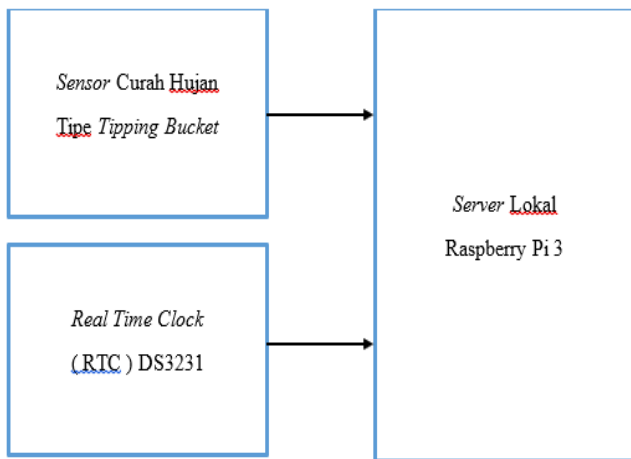 Sensor Curah Hujan
Tipe Tipping Bucket
Real Time Clock
( RTC ) DS3231
Server Lokal
Raspberry Pi 3